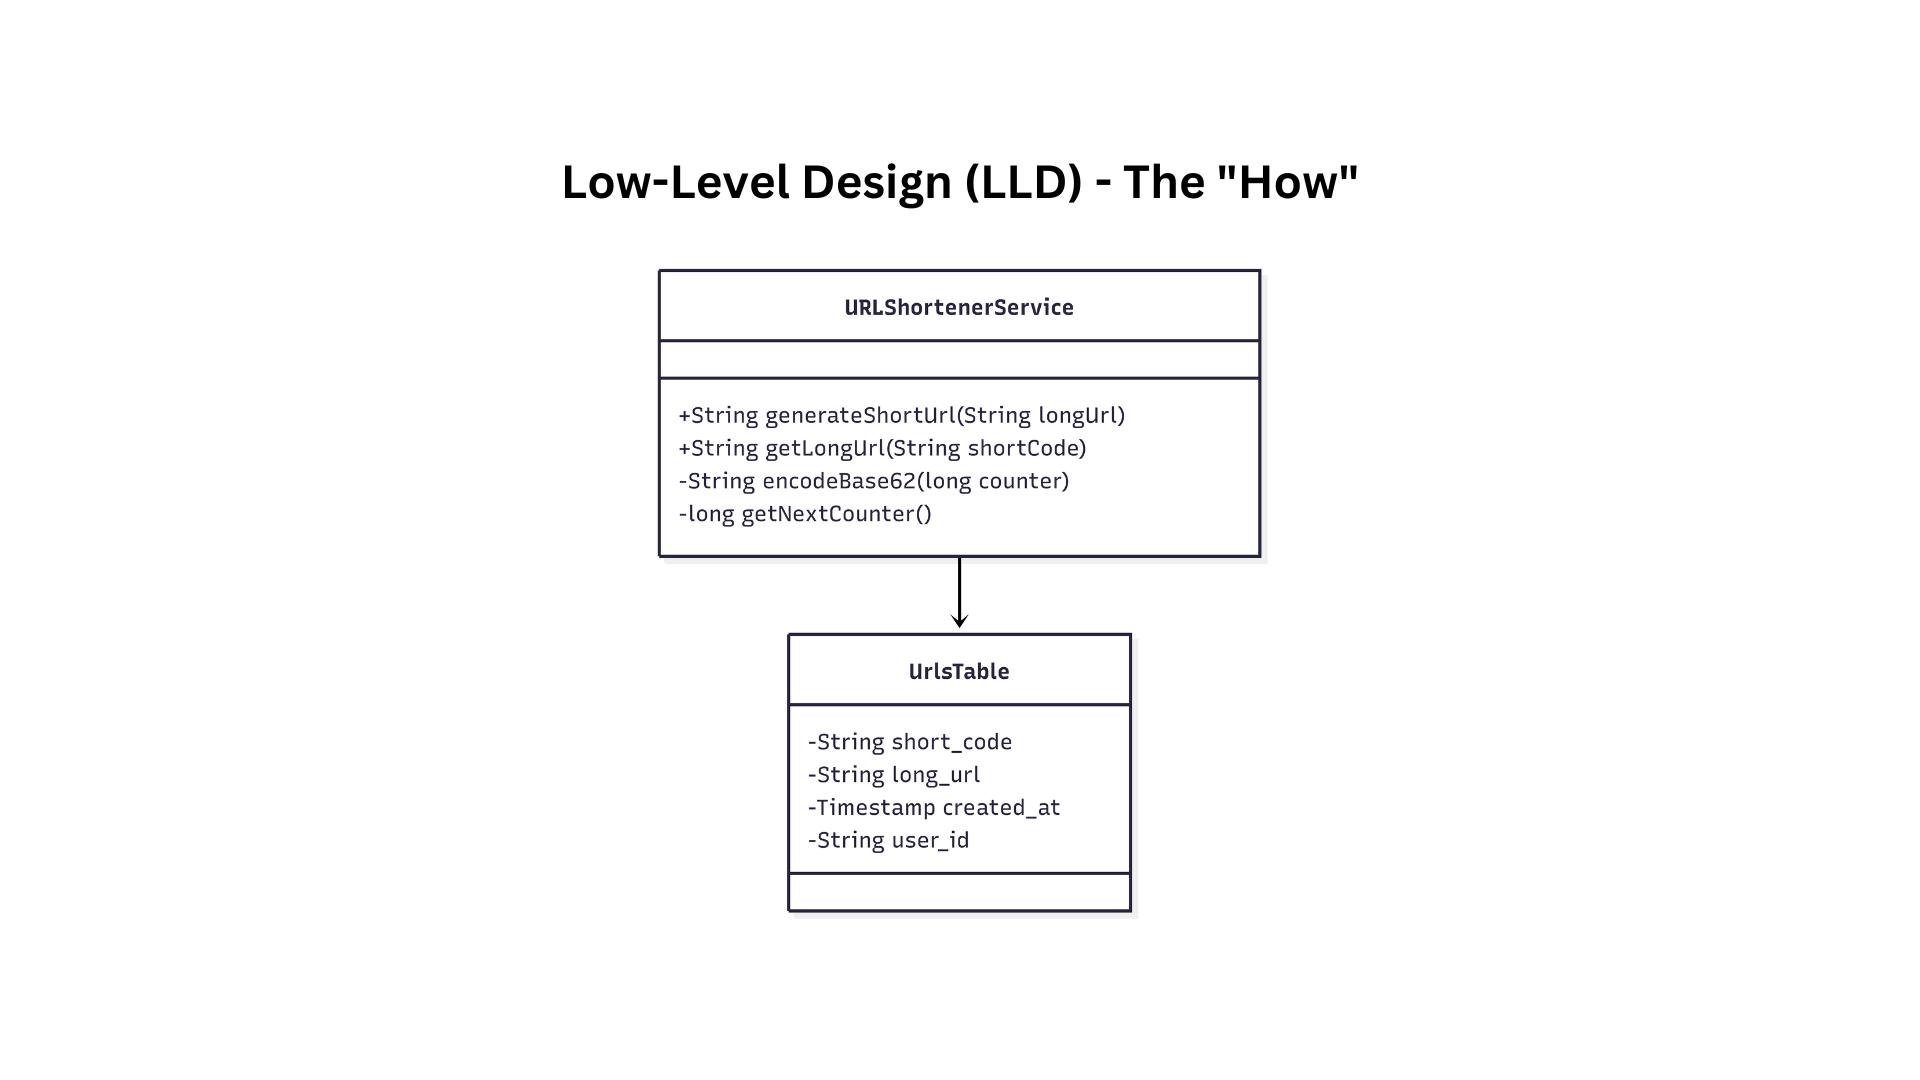 Low-Level Design (LLD) - The "How"
URLShortenerService
+String generateShortUrl(String longUrl)
+String getLongUrl(String shortCode)
-String encodeBase62(long counter)
-long getNextCounter()
UrlsTable
-String short_code
-String long_url
-Timestamp created_at
-String user_id